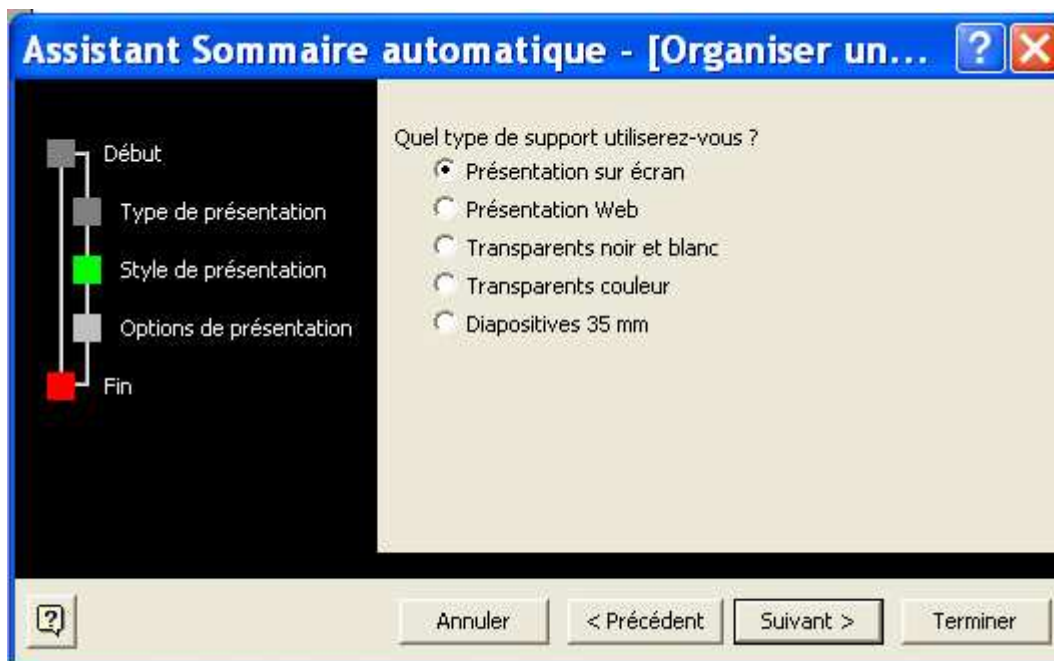 Assistant Sommaire automatique - [Organiser un...
Début
Type de présentation
Style de présentation
Options de présentation
Fin
Quel type de support utiliserez-vous ?
Présentation sur écran
Présentation Web
Transparents noir et blanc
Transparents couleur
Diapositives 35 mm
Annuler
< Précédent
Suivant >
Terminer